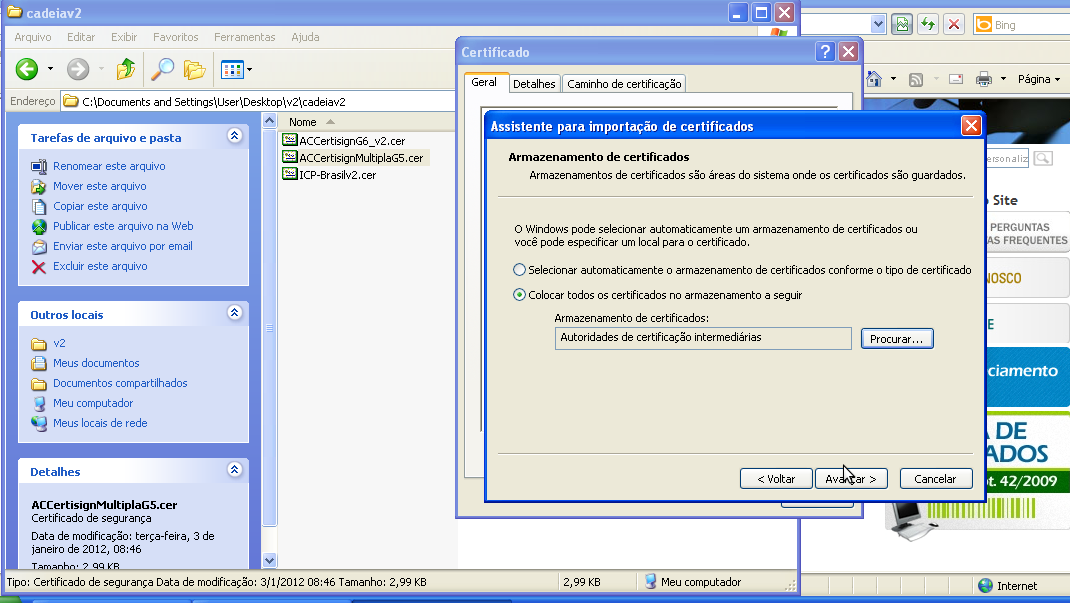 cadeiav2
Arquivo Editar Exibir Favoritos Ferramentas Ajuda
Endereço C:\Documents and Settings\User\Desktop\v2\cadeiav2
Tarefas de arquivo e pasta
Renomear este arquivo
Mover este arquivo
Copiar este arquivo
Publicar este arquivo na Web
Enviar este arquivo por email
Excluir este arquivo
Outros locais
v2
Meus documentos
Documentos compartilhados
Meu computador
Meus locais de rede
Detalhes
ACCertisignMultiplaG5.cer
Certificado de segurança
Data de modificação: terça-feira, 3 de
janeiro de 2012, 08:46
Tamanho: 2,99 KB
Nome
ACCertisignG6_v2.cer
ACCertisignMultiplaG5.cer
ICP-Brasilv2.cer
Tipo: Certificado de segurança Data de modificação: 3/1/2012 08:46 Tamanho: 2,99 KB
2,99 KB
Meu computador
Certificado
Geral Detalhes Caminho de certificação
Assistente para importação de certificados
Armazenamento de certificados
Armazenamentos de certificados são áreas do sistema onde os certificados são guardados.
O Windows pode selecionar automaticamente um armazenamento de certificados ou
você pode especificar um local para o certificado.
Selecionar automaticamente o armazenamento de certificados conforme o tipo de certificado
Colocar todos os certificados no armazenamento a seguir
Armazenamento de certificados:
Autoridades de certificação intermediárias
Procurar...
< Voltar
Avançar >
Cancelar
Bing
Página
ersonaliz
Site
PERGUNTAS
AS FREQUENTES
NOSCO
E
ciamento
A DE
ADOS
t. 42/2009
Internet